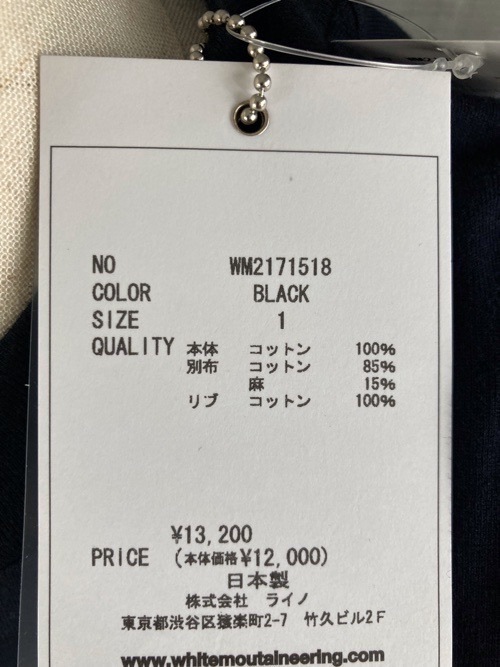 NO WM2171518
COLOR BLACK
SIZE 1
QUALITY 本体 コットン 100%
別布 コットン 85%
麻 15%
リブ コットン 100%
¥13,200
PRICE (本体価格¥12,000)
日本製
株式会社 ライノ
東京都渋谷区猿楽町2-7 竹久ビル2F
www.whitemoutaineering.com